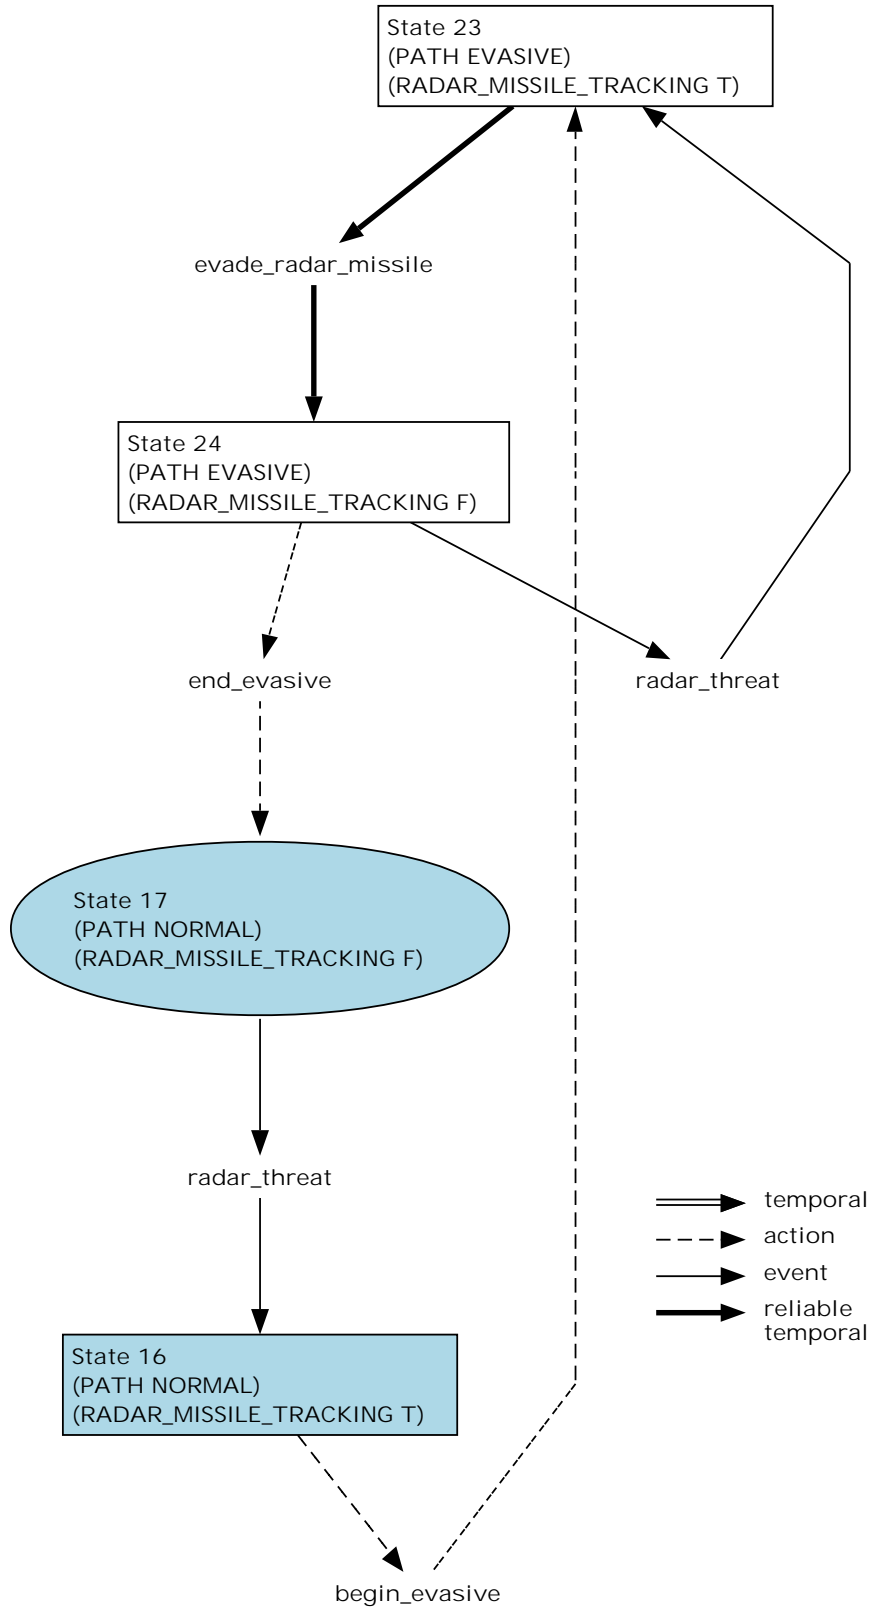 State 23
(PATH EVASIVE)
(RADAR_MISSILE_TRACKING T)
evade_radar_missile
State 24
(PATH EVASIVE)
(RADAR_MISSILE_TRACKING F)
end_evasive
radar_threat
State 17
(PATH NORMAL)
(RADAR_MISSILE_TRACKING F)
radar_threat
State 16
(PATH NORMAL)
(RADAR_MISSILE_TRACKING T)
begin_evasive
temporal
action
event
reliable
temporal